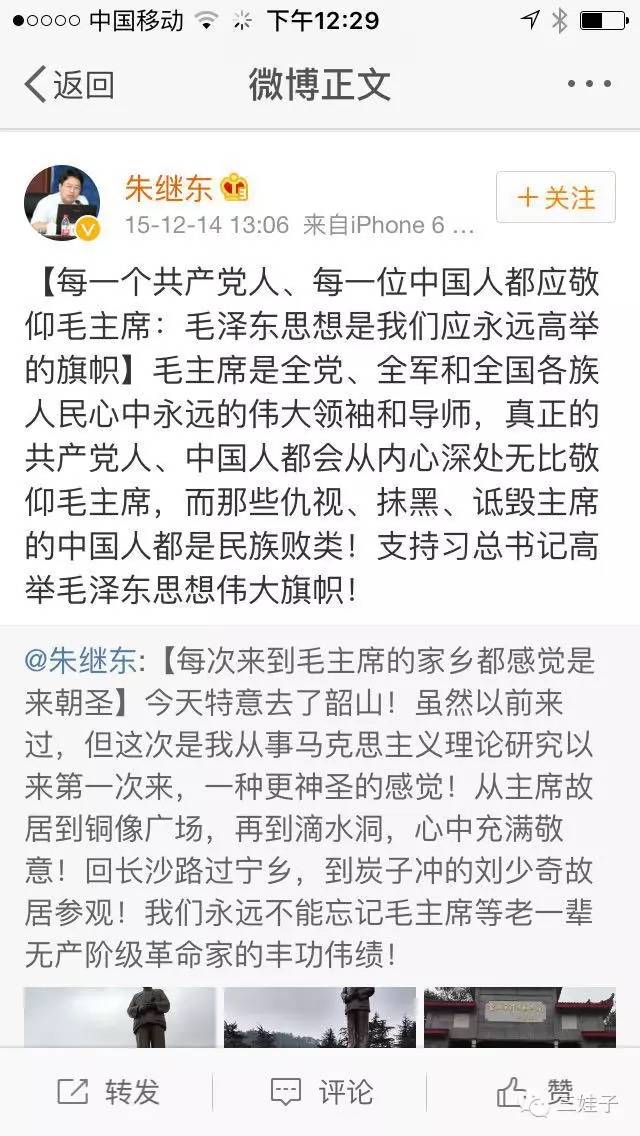 中国移动 下午12:29
返回 微博正文
朱继东
+关注
15-12-14 13:06 来自iPhone 6 ...
【每一个共产党人、每一位中国人都应敬
仰毛主席：毛泽东思想是我们应永远高举
的旗帜】毛主席是全党、全军和全国各族
人民心中永远的伟大领袖和导师，真正的
共产党人、中国人都会从内心深处无比敬
仰毛主席，而那些仇视、抹黑、诋毁主席
的中国人都是民族败类！支持习总书记高
举毛泽东思想伟大旗帜！
@朱继东:【每次来到毛主席的家乡都感觉是
来朝圣】今天特意去了韶山！虽然以前来
过，但这次是我从事马克思主义理论研究以
来第一次来，一种更神圣的感觉！从主席故
居到铜像广场，再到滴水洞，心中充满敬
意！回长沙路过宁乡，到炭子冲的刘少奇故
居参观！我们永远不能忘记毛主席等老一辈
无产阶级革命家的丰功伟绩！
转发 评论 赞
三娃子